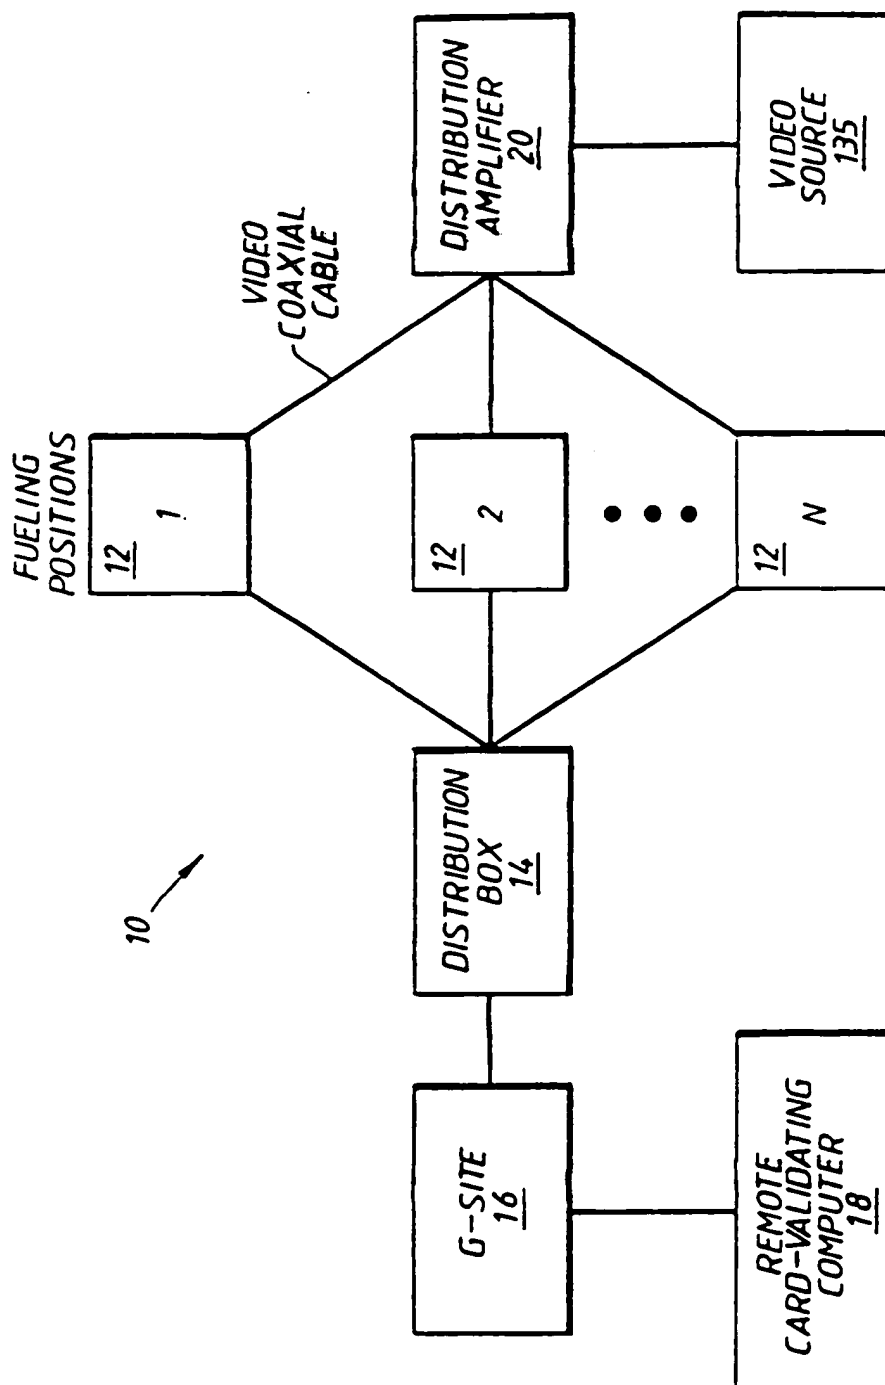 10
FUELING
POSITIONS
12
1
VIDEO
COAXIAL
CABLE
G-SITE
16
DISTRIBUTION
BOX
14
12
2
DISTRIBUTION
AMPLIFIER
20
REMOTE
CARD-VALIDATING
COMPUTER
18
12
N
VIDEO
SOURCE
135